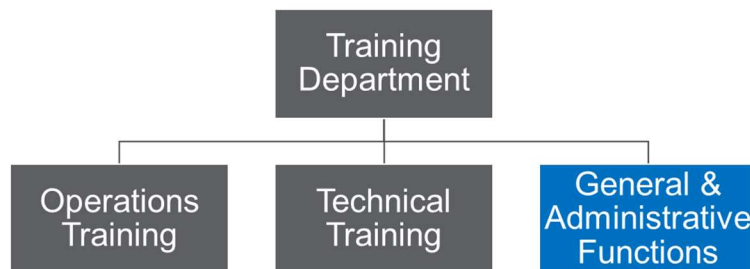 Training
Department
Operations
Training
Technical
Training
General &
Administrative
Functions